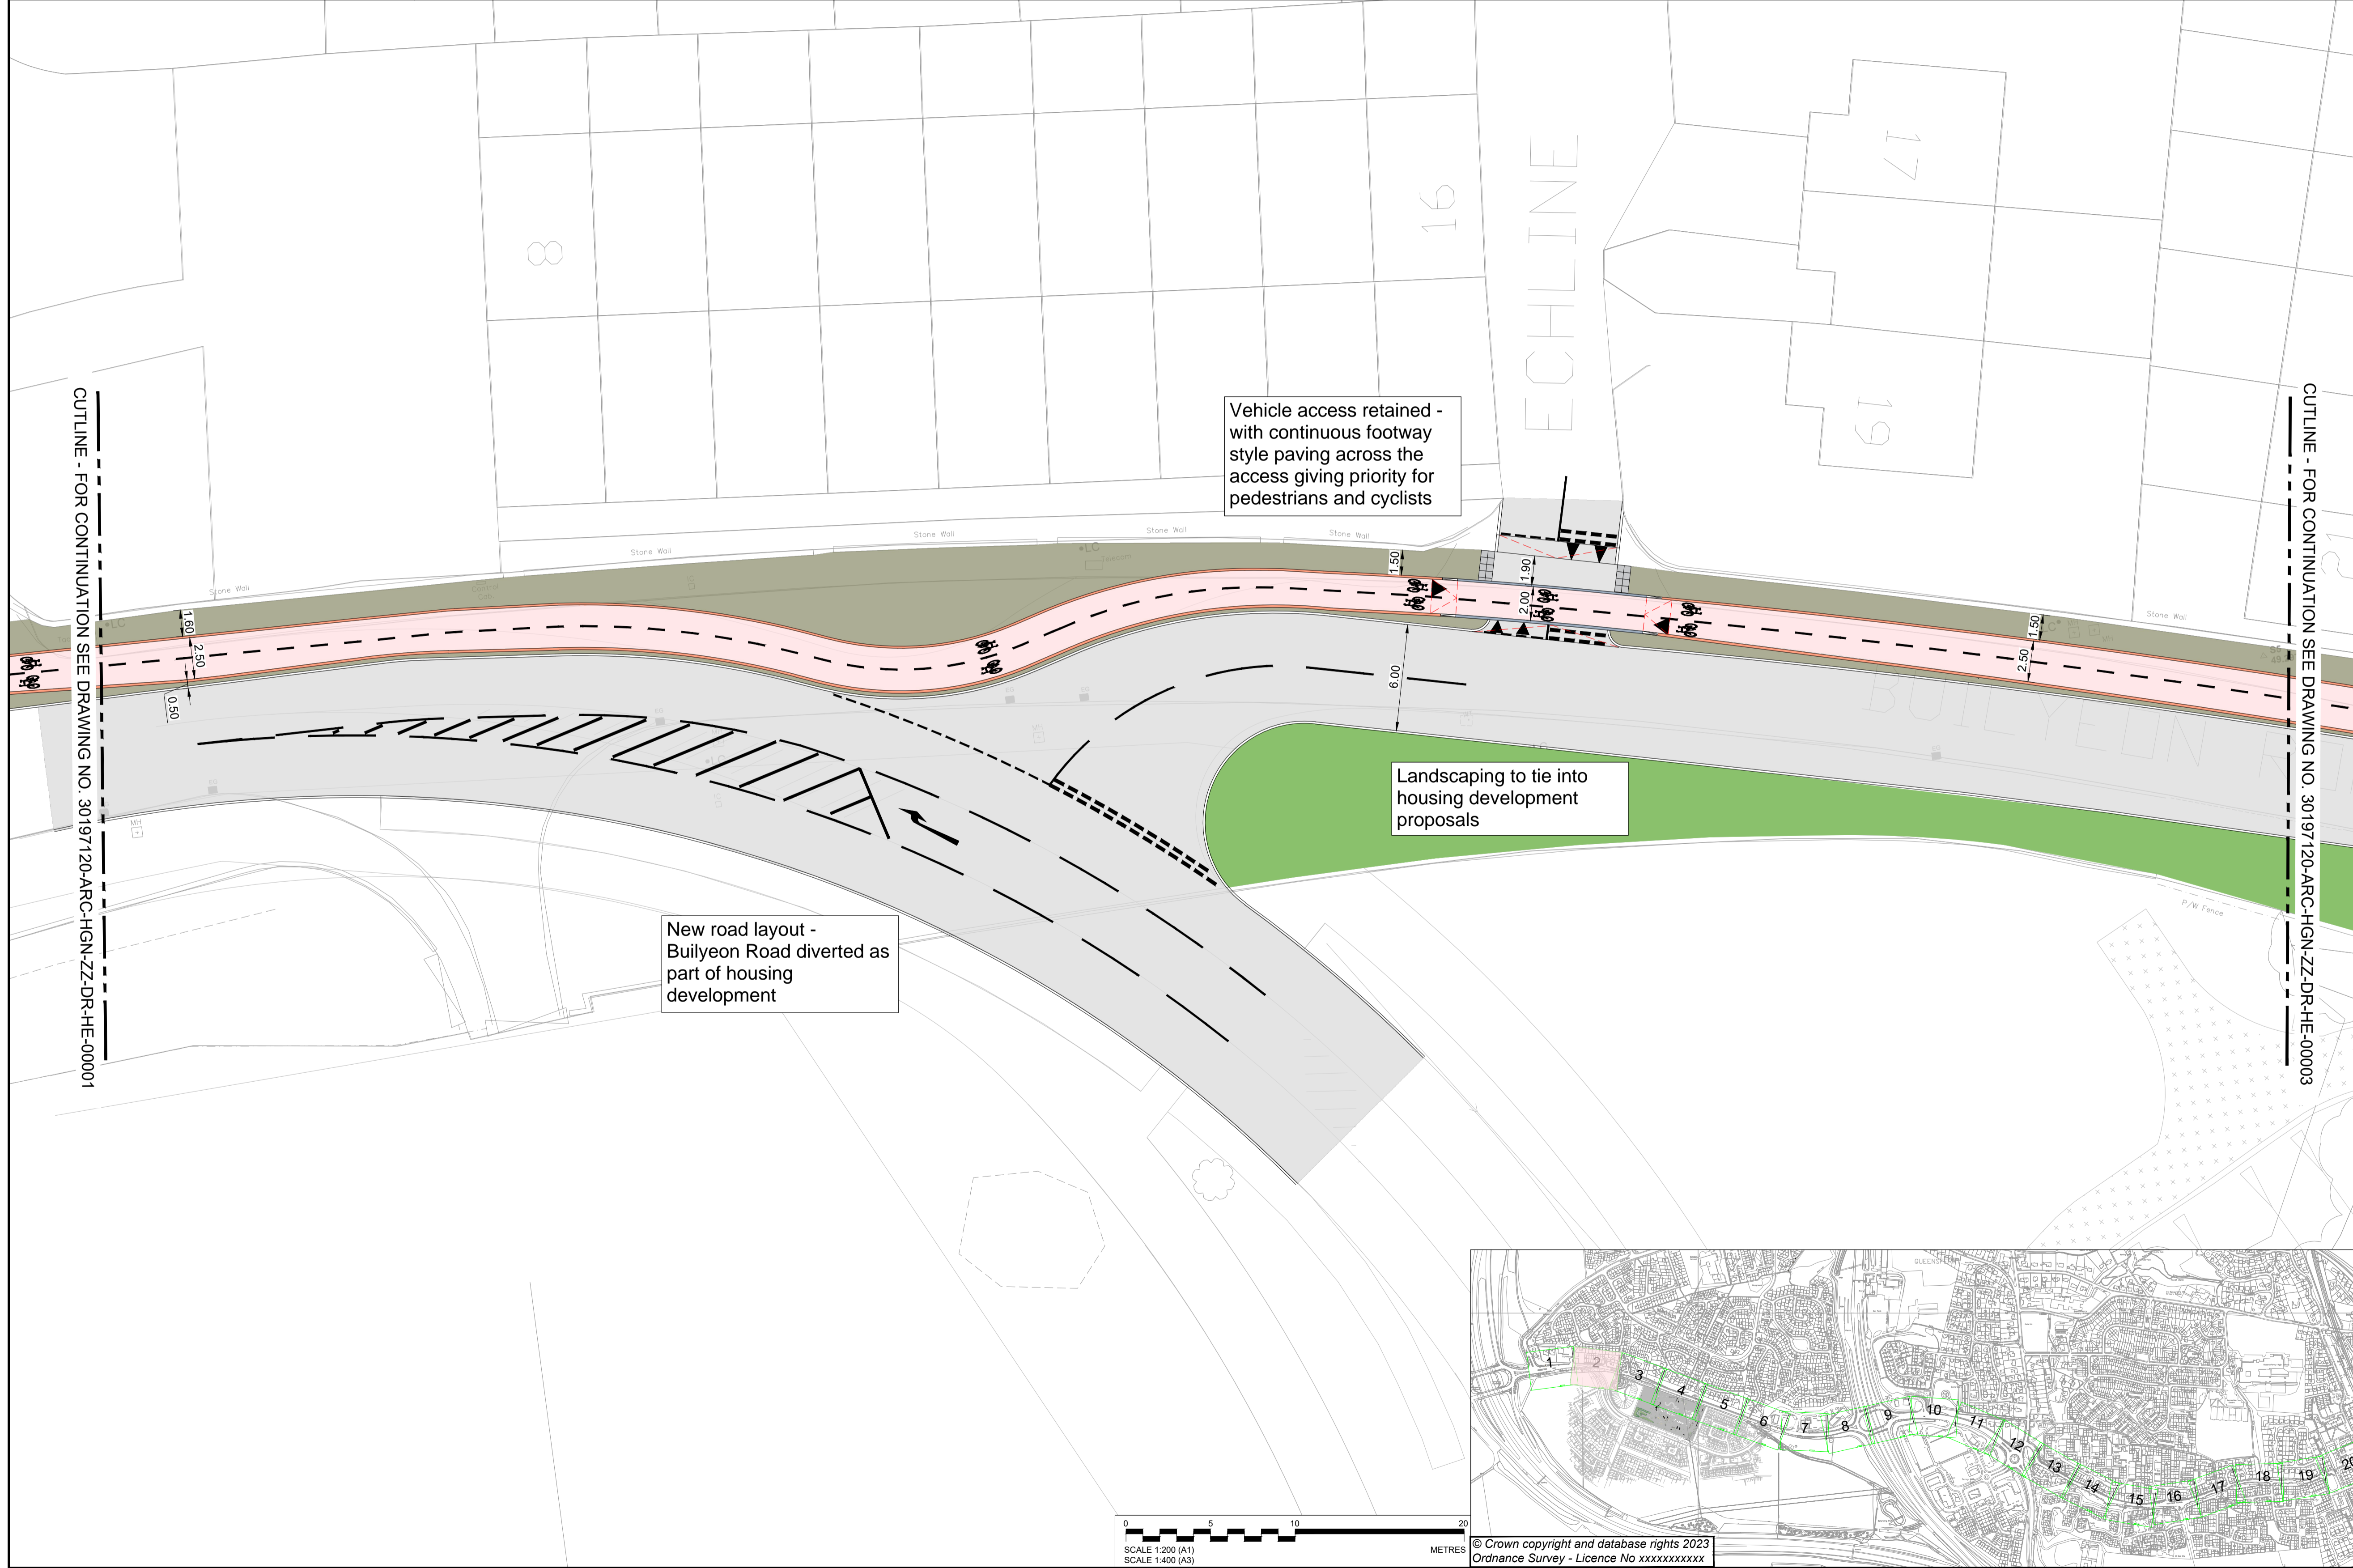 8
16
ECHLINE
17
19
Vehicle access retained -
with continuous footway
style paving across the
access giving priority for
pedestrians and cyclists
CUTLINE - FOR CONTINUATION SEE DRAWING NO. 30197120-ARC-HGN-ZZ-DR-HE-00001
CUTLINE - FOR CONTINUATION SEE DRAWING NO. 30197120-ARC-HGN-ZZ-DR-HE-00003
Stone Wall
Stone Wall
Stone Wall
Stone Wall
Stone Wall
Stone Wall
LC
LC
LC
LC
1.60
2.50
0.50
1.50
1.90
2.00
6.00
1.50
2.50
BUILYEON
MH
Landscaping to tie into
housing development
proposals
New road layout -
Builyeon Road diverted as
part of housing
development
P/W Fence
1
2
3
4
5
6
7
8
9
10
11
12
13
14
15
16
17
18
19
20
0 5 10 20
SCALE 1:200 (A1)
SCALE 1:400 (A3)
METRES
© Crown copyright and database rights 2023
Ordnance Survey - Licence No xxxxxxxxxxx